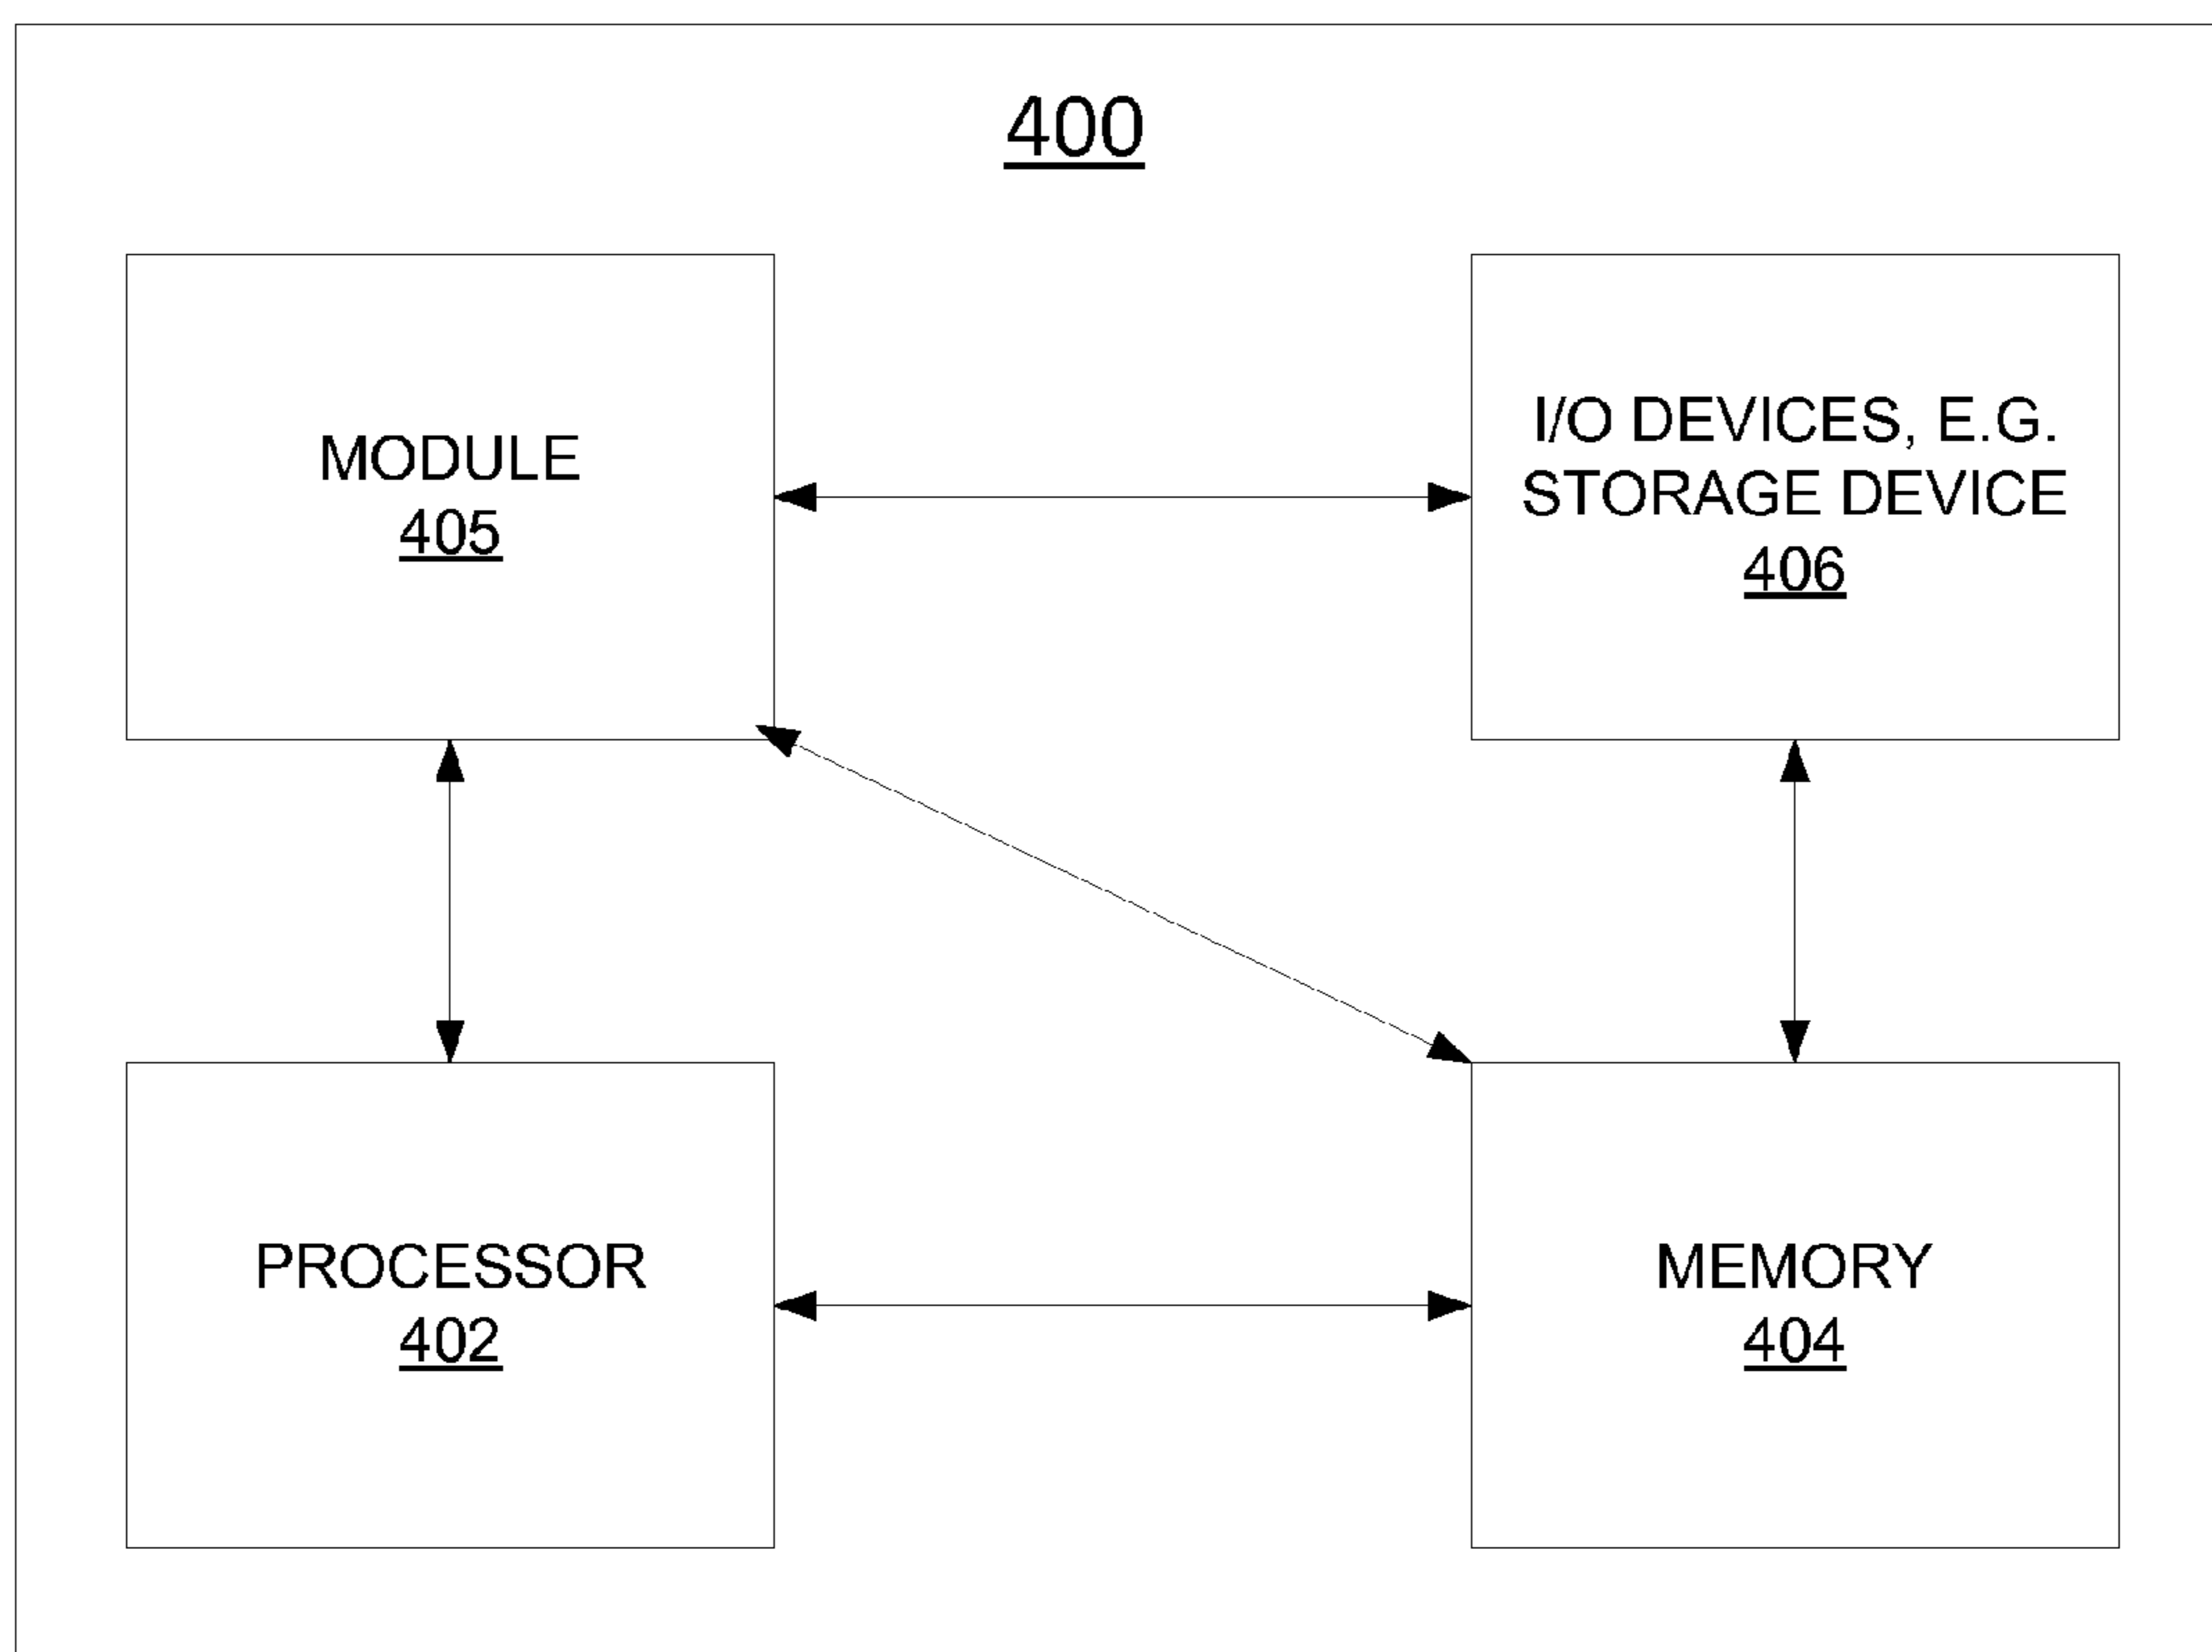 400
MODULE
405
I/O DEVICES, E.G.
STORAGE DEVICE
406
PROCESSOR
402
MEMORY
404